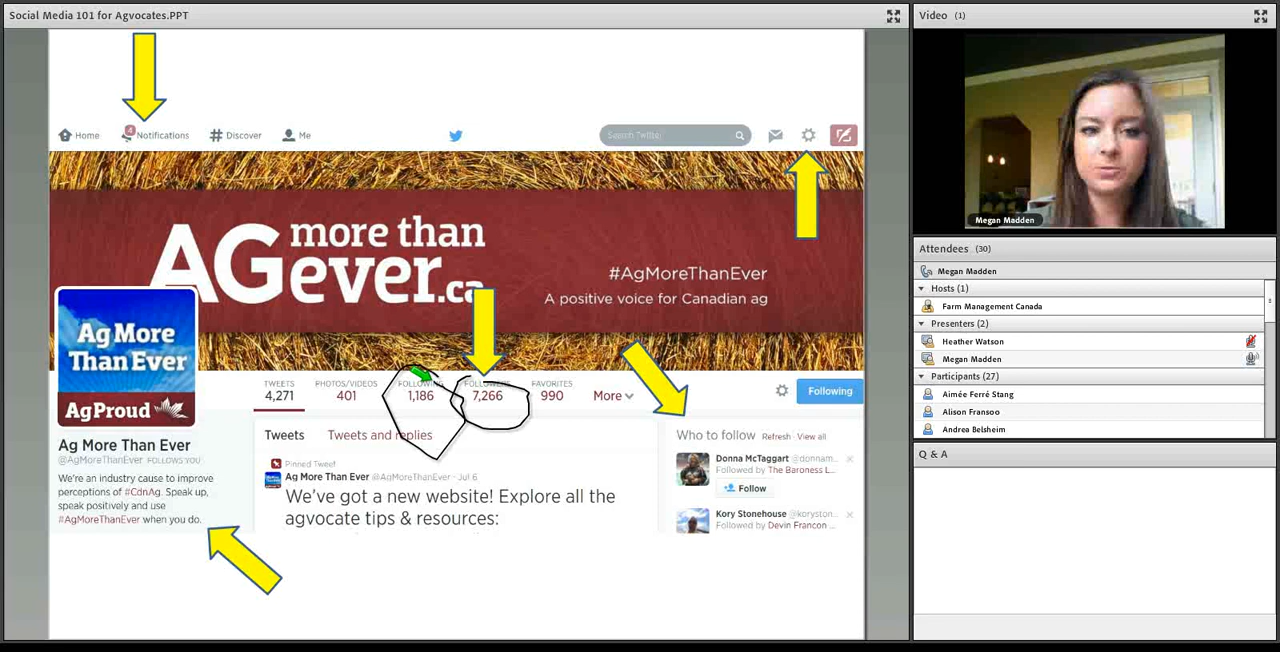 Social Media 101 for Agvocates.PPT
4
Home Notifications Discover Me
Search Twitter
AG more than
ever.ca
#AgMoreThanEver
A positive voice for Canadian ag
Ag More
Than Ever
AgProud
TWEETS PHOTOS/VIDEOS FOLLOWING FOLLOWERS FAVORITES
4,271 401 1,186 7,266 990 More
Following
Ag More Than Ever
@AgMoreThanEver FOLLOWS YOU
We're an industry cause to improve
perceptions of #CdnAg. Speak up,
speak positively and use
#AgMoreThanEver when you do.
Tweets Tweets and replies
Pinned Tweet
Ag More Than Ever @AgMoreThanEver · Jul 6
We've got a new website! Explore all the
agvocate tips & resources:
Who to follow Refresh · View all
Donna McTaggart @donnam...
Followed by The Baroness L...
Follow
Kory Stonehouse @koryston...
Followed by Devin Francon ...
Video (1)
Megan Madden
Attendees (30)
Megan Madden
Hosts (1)
Farm Management Canada
Presenters (2)
Heather Watson
Megan Madden
Participants (27)
Aimée Ferré Stang
Alison Fransoo
Andrea Belsheim
Q & A